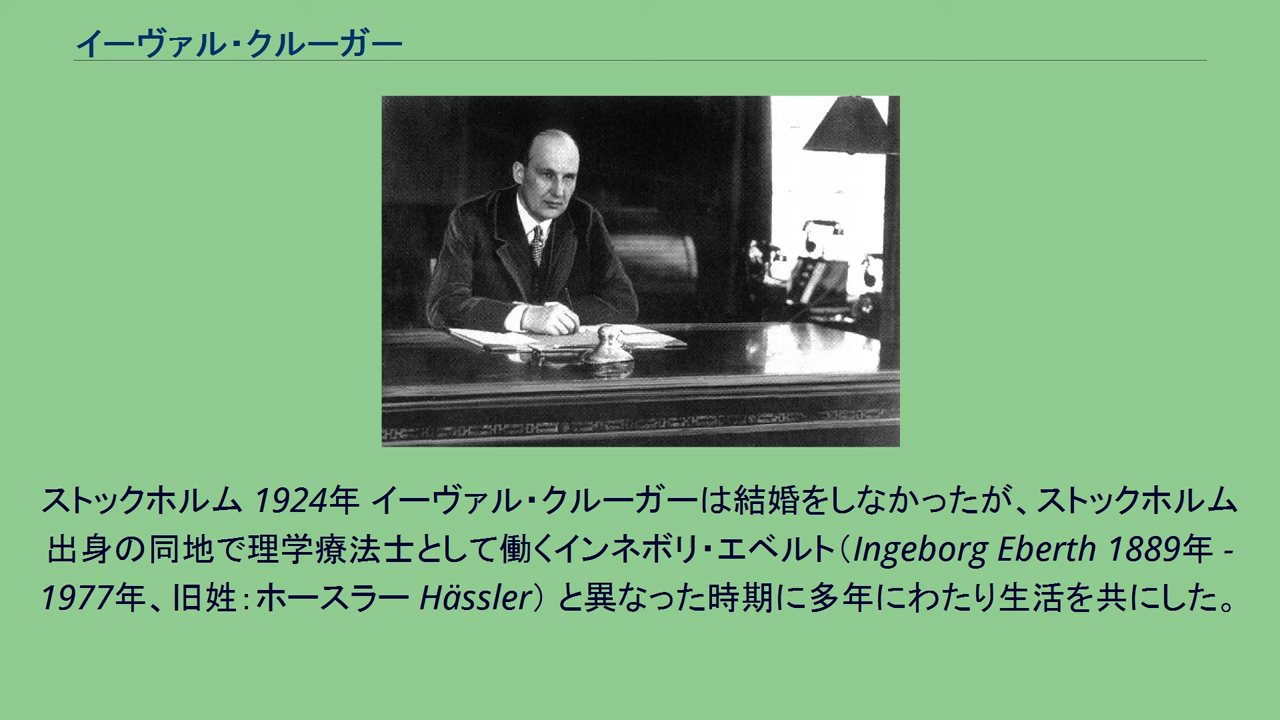 イーヴァル・クルーガー
ストックホルム 1924年 イーヴァル・クルーガーは結婚をしなかったが、ストックホルム
出身の同地で理学療法士として働くインネボリ・エベルト（Ingeborg Eberth 1889年 -
1977年、旧姓：ホースラー Hässler） と異なった時期に多年にわたり生活を共にした。